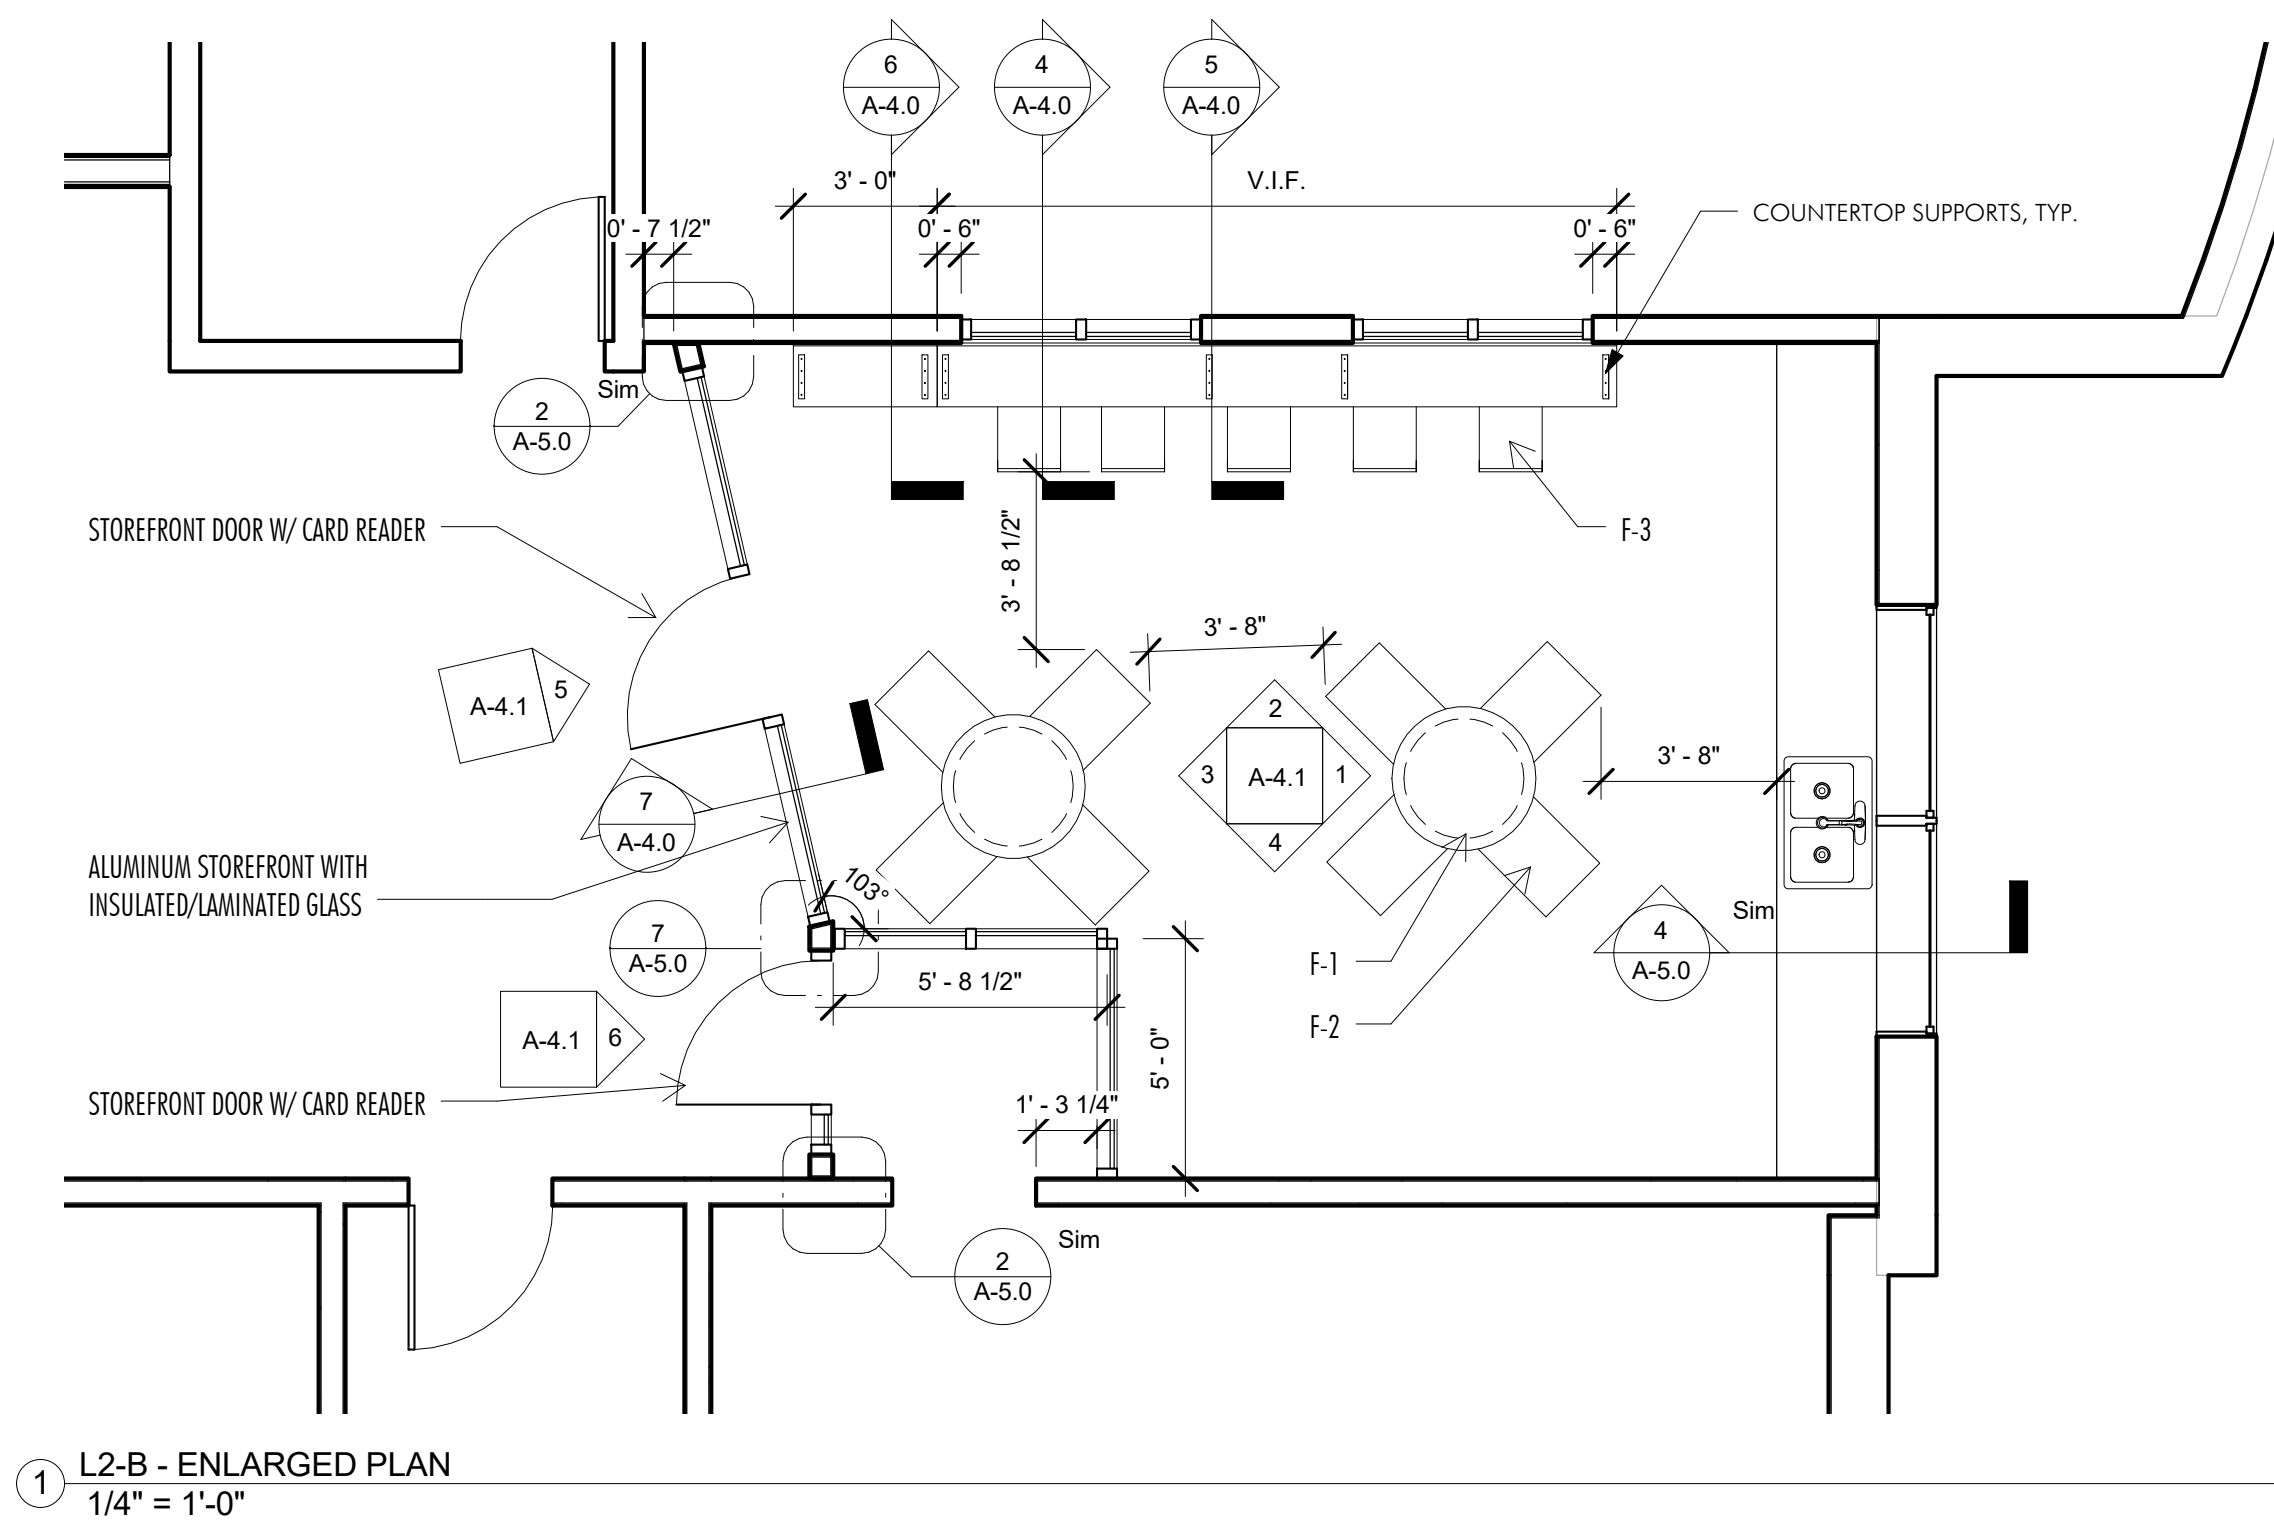 6
A-4.0
4
A-4.0
5
A-4.0
3' - 0"
V.I.F.
COUNTERTOP SUPPORTS, TYP.
0' - 7 1/2"
0' - 6"
0' - 6"
Sim
2
A-5.0
STOREFRONT DOOR W/ CARD READER
F-3
3' - 8 1/2"
3' - 8"
A-4.1
5
2
3
A-4.1
1
4
3' - 8"
7
A-4.0
ALUMINUM STOREFRONT WITH
INSULATED/LAMINATED GLASS
103°
7
A-5.0
Sim
4
A-5.0
F-1
5' - 8 1/2"
F-2
A-4.1
6
5' - 0"
STOREFRONT DOOR W/ CARD READER
1' - 3 1/4"
Sim
2
A-5.0
1
L2-B - ENLARGED PLAN
1/4" = 1'-0"